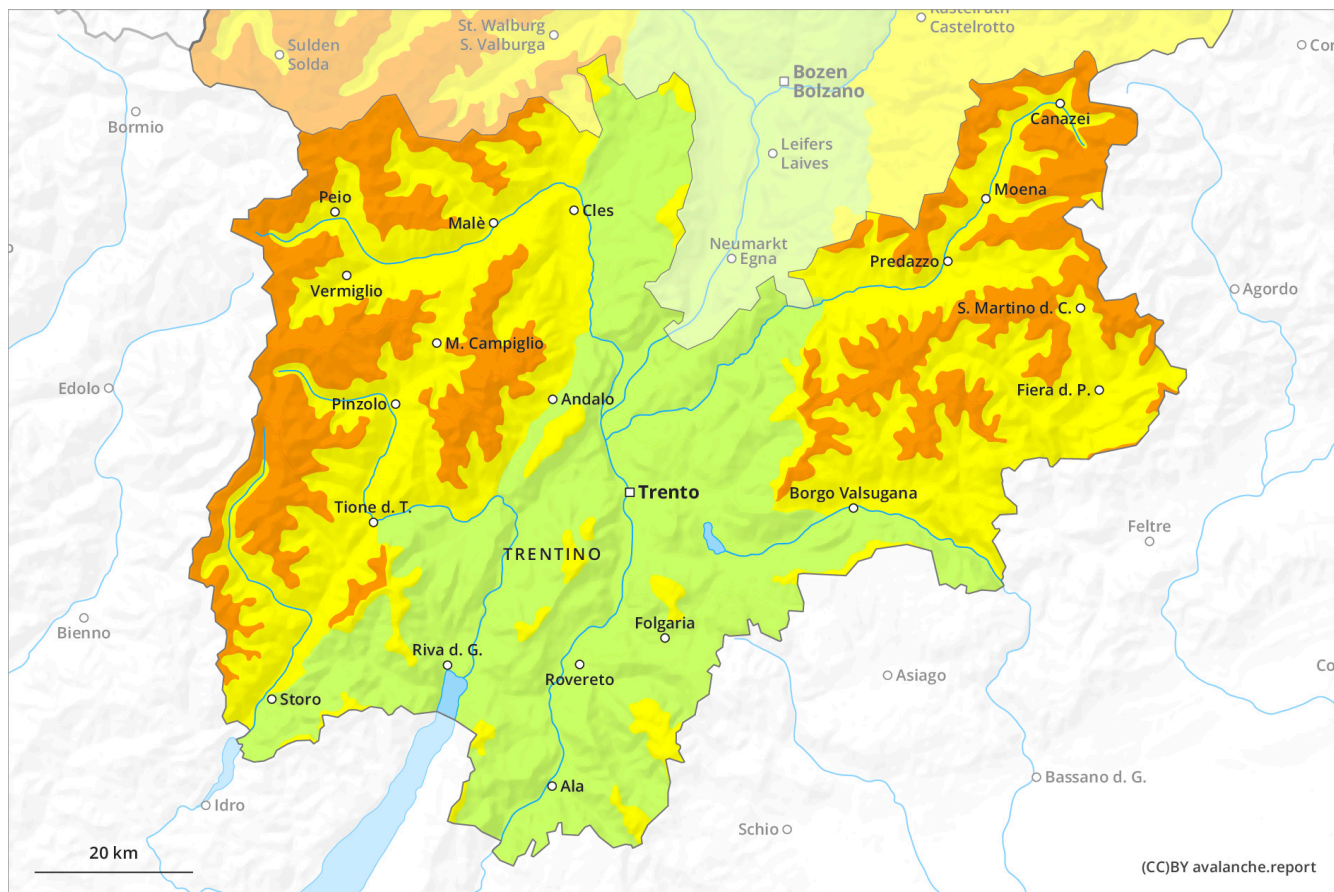 Kastelruth
Castelrotto
St. Walburg
S. Valburga
Sulden
Solda
Bozen
Bolzano
Bormio
Canazei
Leifers
Laives
Peio
Moena
Malè
Cles
Neumarkt
Egna
Predazzo
Vermiglio
Agordo
S. Martino d. C.
M. Campiglio
Edolo
Pinzolo
Andalo
Fiera d. P.
Trento
Borgo Valsugana
Tione d. T.
Feltre
TRENTINO
Bienno
Folgaria
Riva d. G.
Rovereto
Asiago
Co
Storo
Bassano d. G.
Ala
Idro
Schio
20 km
(CC)BY avalanche.report